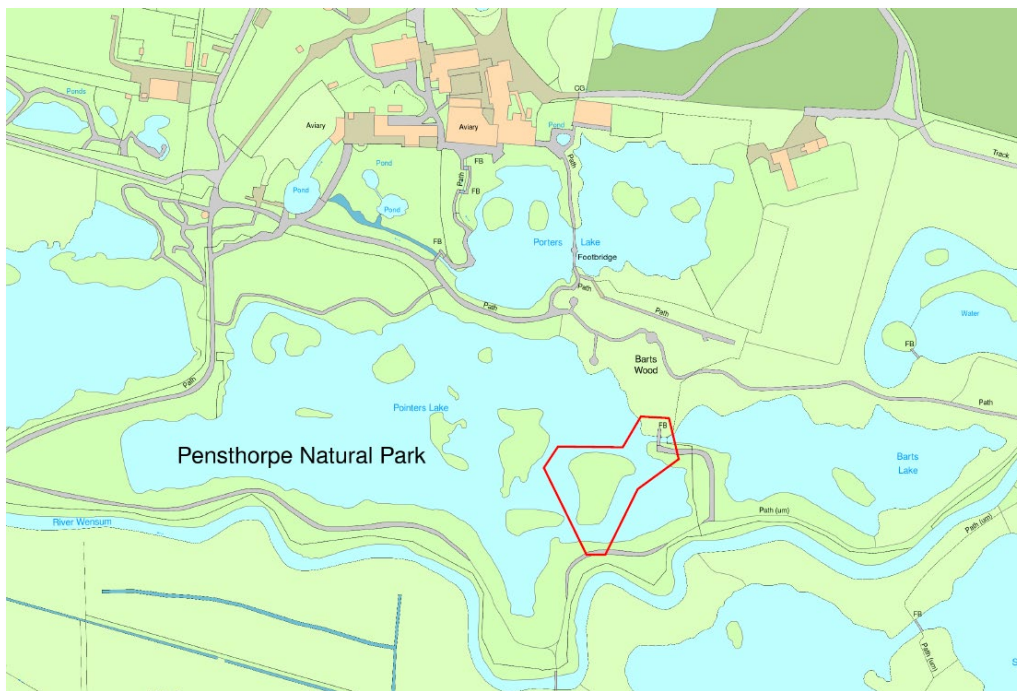 Ponds
Aviary
Aviary
CG
Pond
Path
Track
FB
Path
FB
Pond
Pond
Pond
FB
Porters Lake
Footbridge
Path
Path
Path
Water
FB
Barts
Wood
Path
Path
Pointers Lake
FB
Pensthorpe Natural Park
Barts
Lake
River Wensum
Path (um)
Path (um)
FB
Path (um)
S